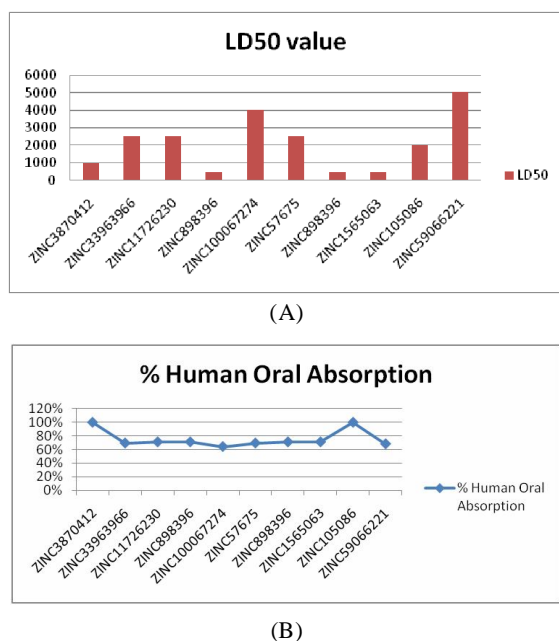 LD50 value
6000
5000
4000
3000
2000
1000
0
ZINC3870412
ZINC33963966
ZINC11726230
ZINC898396
ZINC100067274
ZINC57675
ZINC898396
ZINC1565063
ZINC105086
ZINC59066221
LD50
(A)
% Human Oral Absorption
120%
100%
80%
60%
40%
20%
0%
ZINC3870412
ZINC33963966
ZINC11726230
ZINC898396
ZINC100067274
ZINC57675
ZINC898396
ZINC1565063
ZINC105086
ZINC59066221
% Human Oral
Absorption
(B)